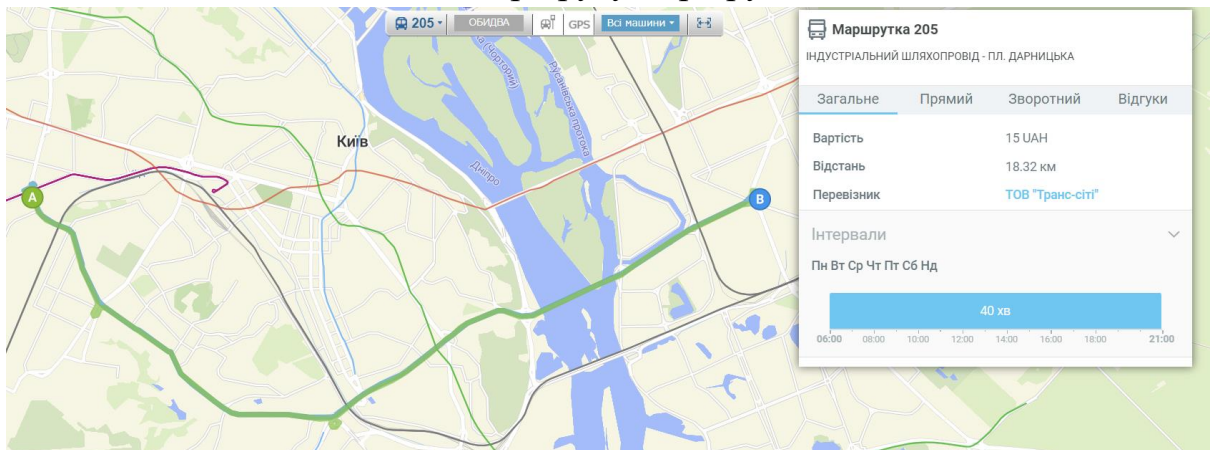 205
ОБИДВА
GPS
Всі машини
Маршрутка 205
ІНДУСТРІАЛЬНИЙ ШЛЯХОПРОВІД - ПЛ. ДАРНИЦЬКА
Загальне Прямий Зворотний Відгуки
Вартість 15 UAH
Відстань 18.32 км
Перевізник ТОВ "Транс-сіті"
Інтервали
Пн Вт Ср Чт Пт Сб Нд
40 хв
06:00 08:00 10:00 12:00 14:00 16:00 18:00 21:00
Чорторий)
Русанівська протока
Київ
Дніпро
A
B